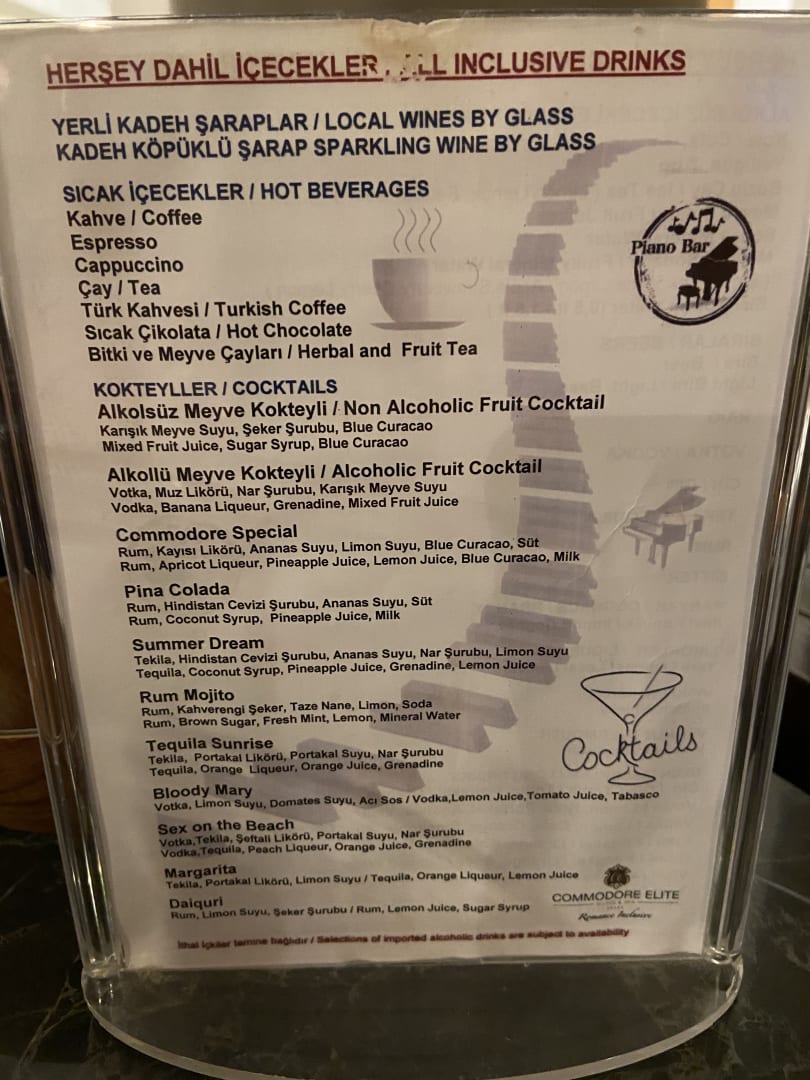 HERŞEY DAHİL İÇECEKLER . ALL INCLUSIVE DRINKS
YERLİ KADEH ŞARAPLAR / LOCAL WINES BY GLASS
KADEH KÖPÜKLÜ ŞARAP SPARKLING WINE BY GLASS
SICAK İÇECEKLER / HOT BEVERAGES
Kahve / Coffee
Espresso
Cappuccino
Çay / Tea
Türk Kahvesi / Turkish Coffee
Sıcak Çikolata / Hot Chocolate
Bitki ve Meyve Çayları / Herbal and Fruit Tea
Piano Bar
KOKTEYLLER / COCKTAILS
Alkolsüz Meyve Kokteyli / Non Alcoholic Fruit Cocktail
Karışık Meyve Suyu, Şeker Şurubu, Blue Curacao
Mixed Fruit Juice, Sugar Syrup, Blue Curacao
Alkollü Meyve Kokteyli / Alcoholic Fruit Cocktail
Votka, Muz Likörü, Nar Şurubu, Karışık Meyve Suyu
Vodka, Banana Liqueur, Grenadine, Mixed Fruit Juice
Commodore Special
Rum, Kayısı Likörü, Ananas Suyu, Limon Suyu, Blue Curacao, Süt
Rum, Apricot Liqueur, Pineapple Juice, Lemon Juice, Blue Curacao, Milk
Pina Colada
Rum, Hindistan Cevizi Şurubu, Ananas Suyu, Süt
Rum, Coconut Syrup, Pineapple Juice, Milk
Summer Dream
Tekila, Hindistan Cevizi Şurubu, Ananas Suyu, Nar Şurubu, Limon Suyu
Tequila, Coconut Syrup, Pineapple Juice, Grenadine, Lemon Juice
Rum Mojito
Rum, Kahverengi Şeker, Taze Nane, Limon, Soda
Rum, Brown Sugar, Fresh Mint, Lemon, Mineral Water
Tequila Sunrise
Tekila, Portakal Likörü, Portakal Suyu, Nar Şurubu
Tequila, Orange Liqueur, Orange Juice, Grenadine
Cocktails
Bloody Mary
Votka, Limon Suyu, Domates Suyu, Acı Sos / Vodka,Lemon Juice,Tomato Juice, Tabasco
Sex on the Beach
Votka,Tekila, Şeftali Likörü, Portakal Suyu, Nar Şurubu
Vodka,Tequila, Peach Liqueur, Orange Juice, Grenadine
Margarita
Tekila, Portakal Likörü, Limon Suyu / Tequila, Orange Liqueur, Lemon Juice
Daiquri
Rum, Limon Suyu, Şeker Şurubu / Rum, Lemon Juice, Sugar Syrup
COMMODORE ELITE
Romance Inclusive
İthal içkiler temine bağlıdır / Selections of imported alcoholic drinks are subject to availability